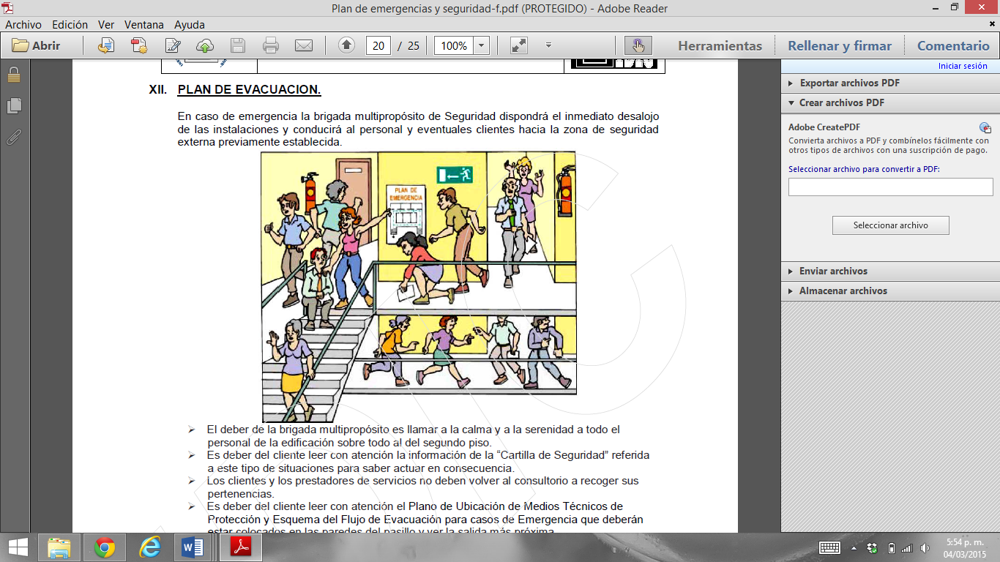 Plan de emergencias y seguridad-f.pdf (PROTEGIDO) - Adobe Reader
Archivo Edición Ver Ventana Ayuda
Abrir 20 / 25 100% Herramientas Rellenar y firmar Comentario
Iniciar sesión
Exportar archivos PDF
Crear archivos PDF
Adobe CreatePDF
Convierta archivos a PDF y combínelos fácilmente con
otros tipos de archivos con una suscripción de pago.
Seleccionar archivo para convertir a PDF:
Seleccionar archivo
Enviar archivos
Almacenar archivos
XII. PLAN DE EVACUACION.
En caso de emergencia la brigada multipropósito de Seguridad dispondrá el inmediato desalojo
de las instalaciones y conducirá al personal y eventuales clientes hacia la zona de seguridad
externa previamente establecida.
PLAN DE
EMERGENCIA
El deber de la brigada multipropósito es llamar a la calma y a la serenidad a todo el
personal de la edificación sobre todo al del segundo piso.
Es deber del cliente leer con atención la información de la “Cartilla de Seguridad” referida
a este tipo de situaciones para saber actuar en consecuencia.
Los clientes y los prestadores de servicios no deben volver al consultorio a recoger sus
pertenencias.
Es deber del cliente leer con atención el Plano de Ubicación de Medios Técnicos de
Protección y Esquema del Flujo de Evacuación para casos de Emergencia que deberán
estar colocados en las paredes del pasillo y ver la salida más próxima
5:54 p. m.
04/03/2015